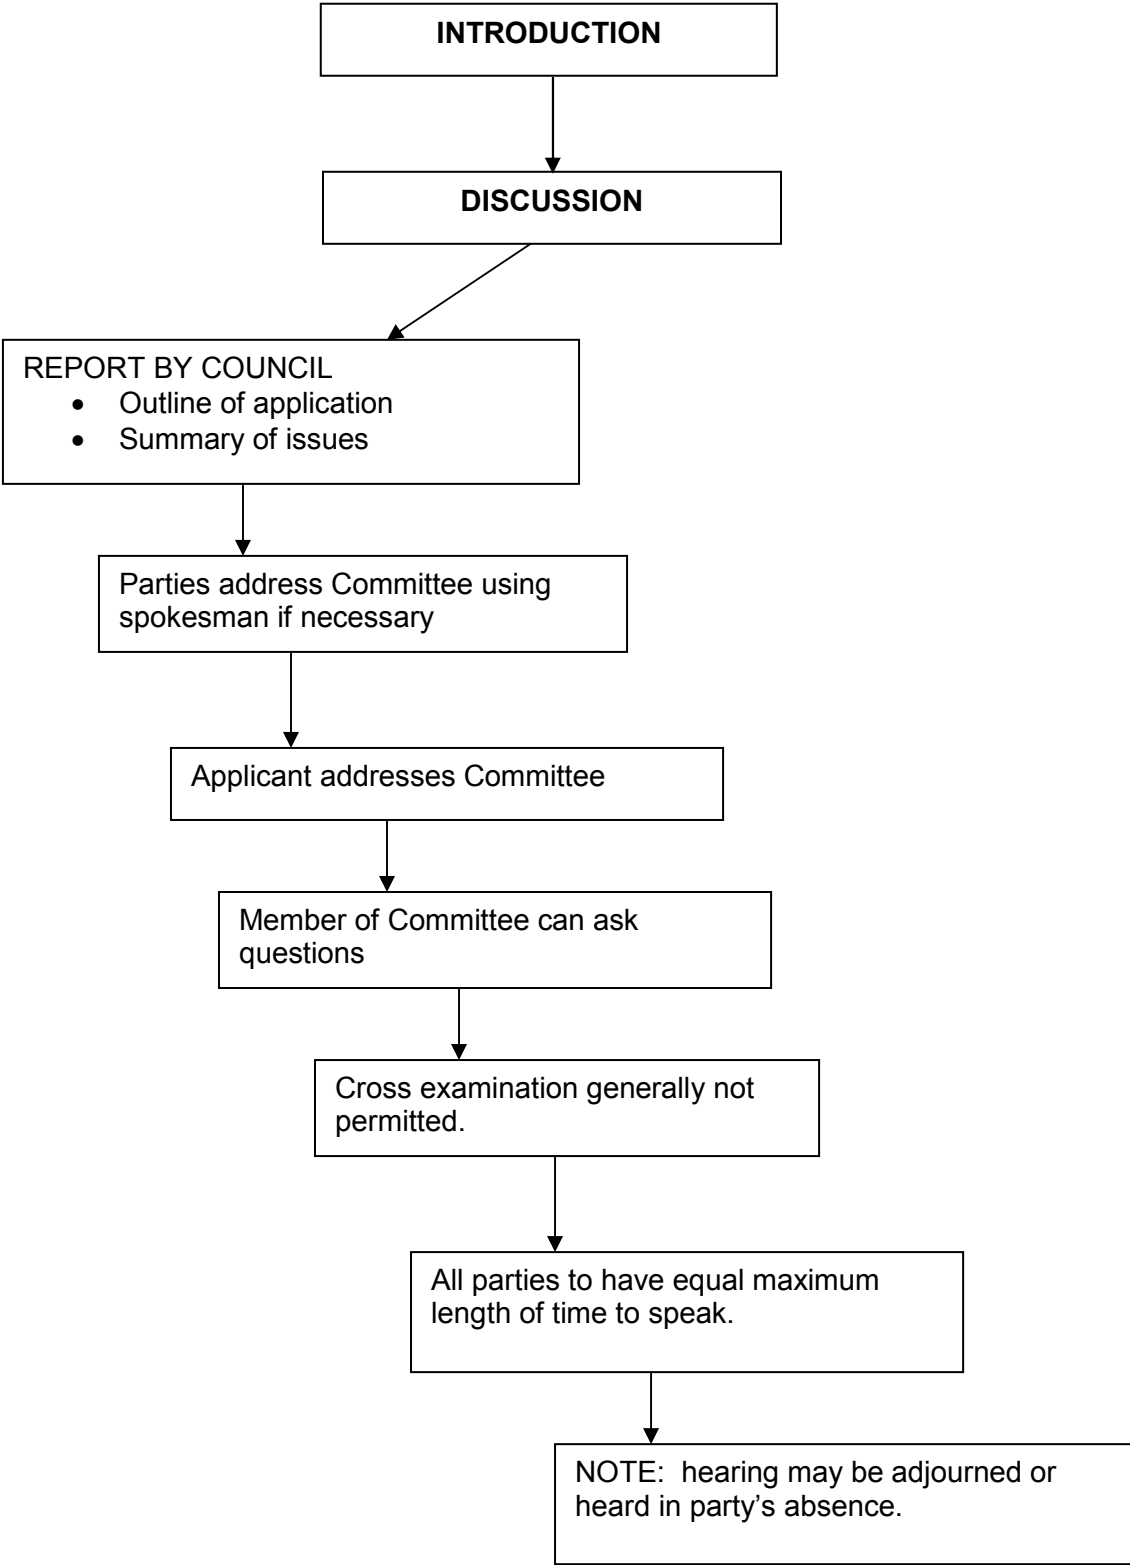 INTRODUCTION
DISCUSSION
REPORT BY COUNCIL
• Outline of application
• Summary of issues
Parties address Committee using
spokesman if necessary
Applicant addresses Committee
Member of Committee can ask
questions
Cross examination generally not
permitted.
All parties to have equal maximum
length of time to speak.
NOTE:  hearing may be adjourned or
heard in party’s absence.